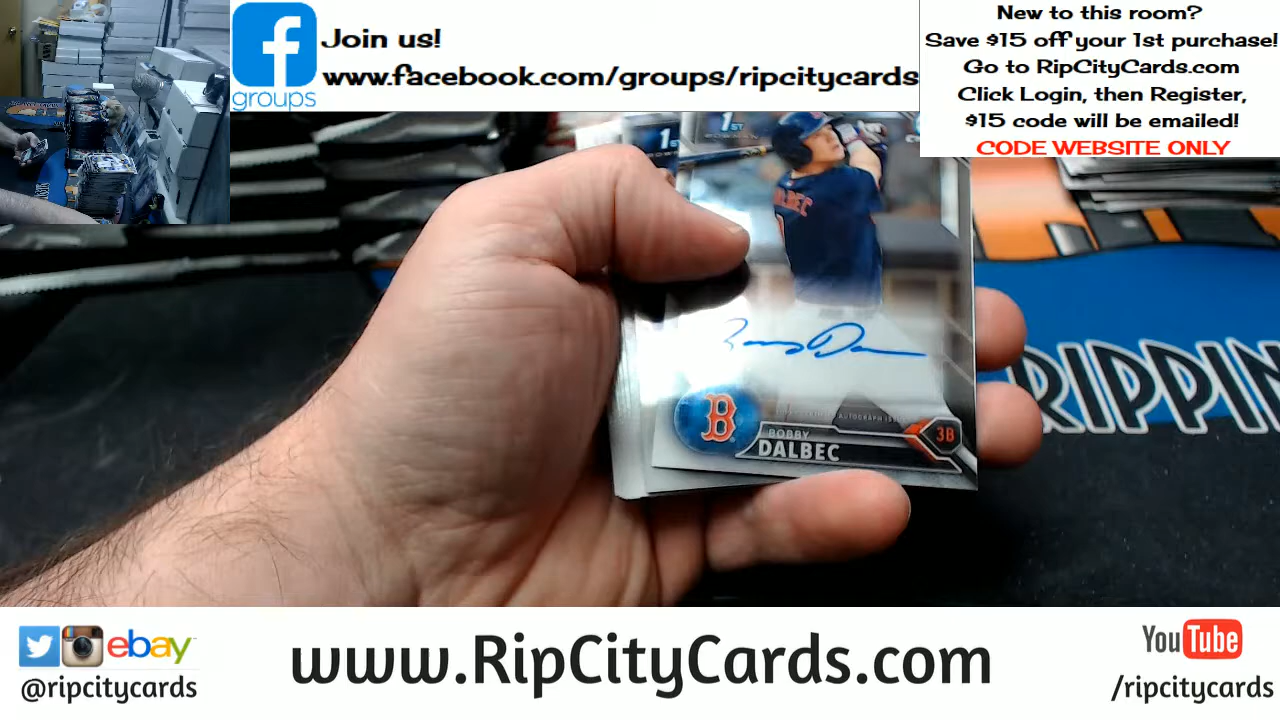 groups
Join us!
www.facebook.com/groups/ripcitycards
New to this room?
Save $15 off your 1st purchase!
Go to RipCityCards.com
Click Login, then Register,
$15 code will be emailed!
CODE WEBSITE ONLY
1ST
1ST
B
BOBBY
DALBEC
3B
RIPPIN
ebay
@ripcitycards
www.RipCityCards.com
YouTube
/ripcitycards